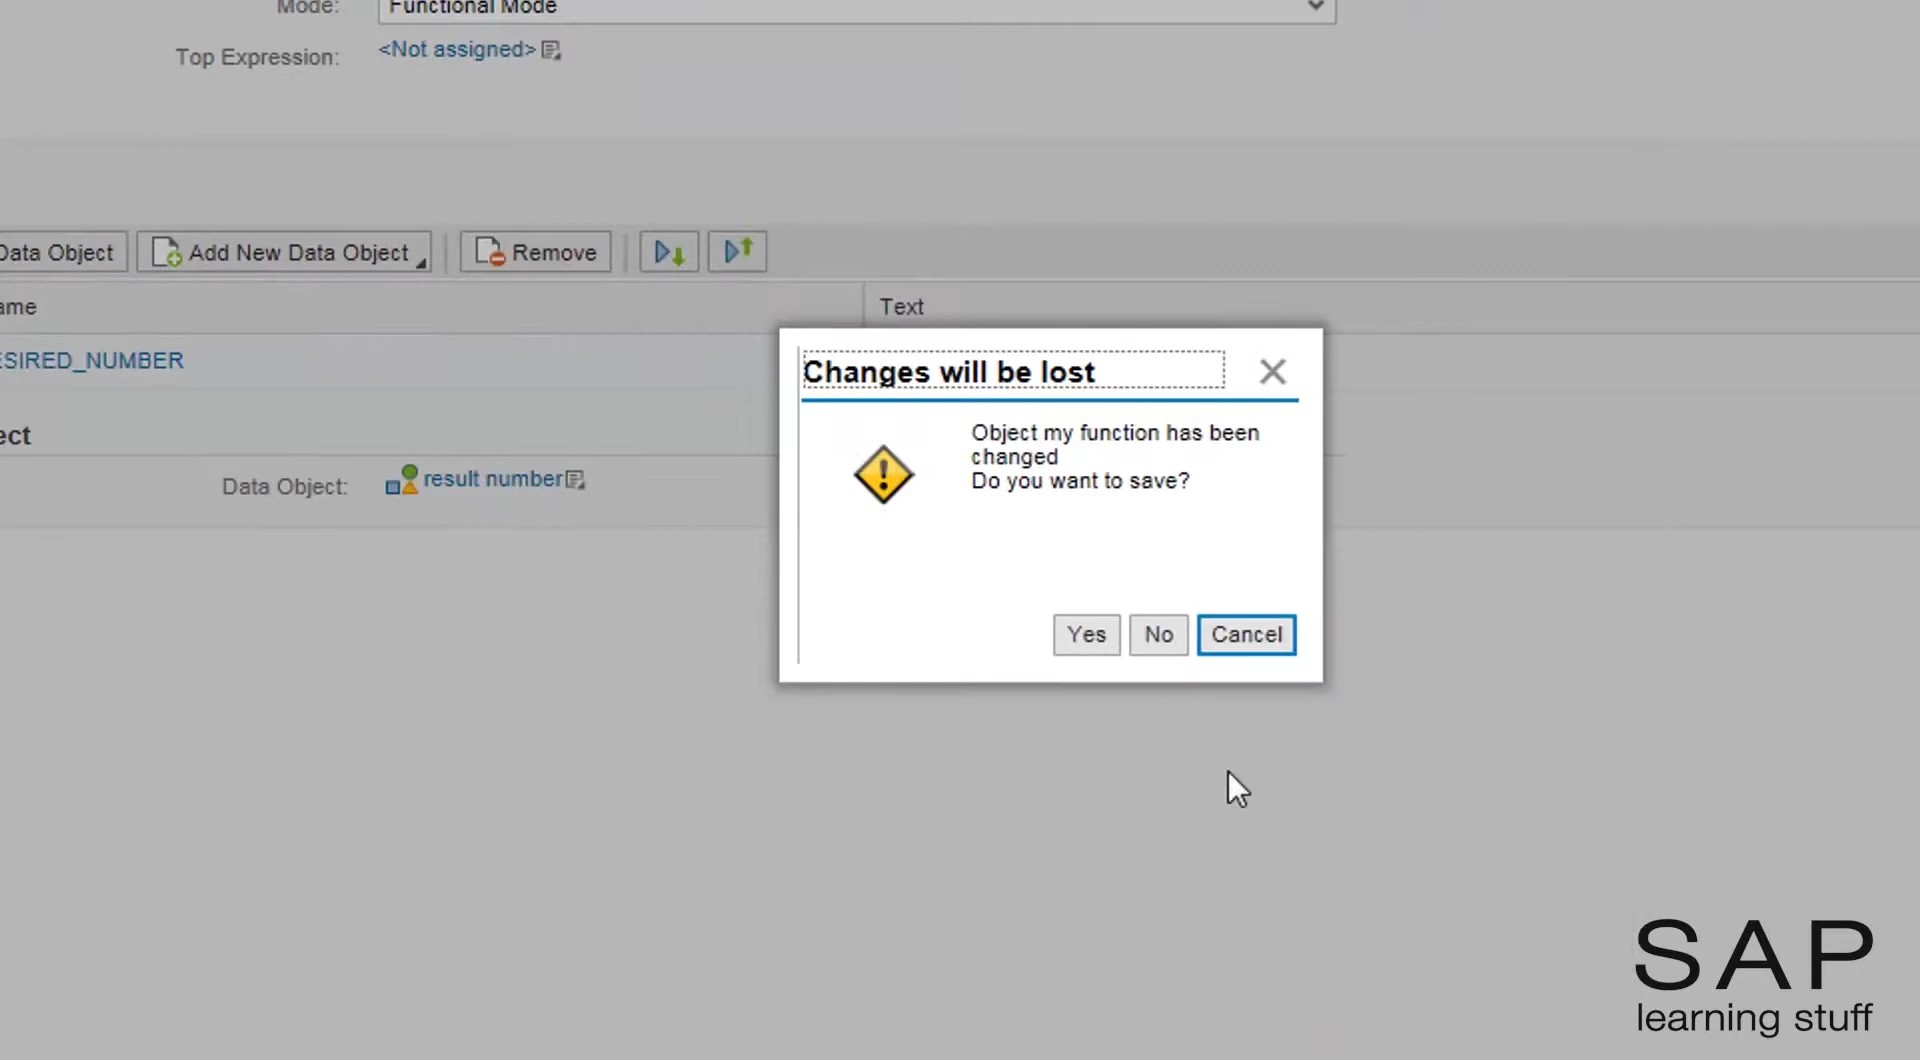 Mode: Functional Mode
Top Expression: <Not assigned>
Data Object Add New Data Object Remove
ame Text
ESIRED_NUMBER
ect
Data Object: result number
Changes will be lost
Object my function has been
changed
Do you want to save?
Yes No Cancel
SAP
learning stuff